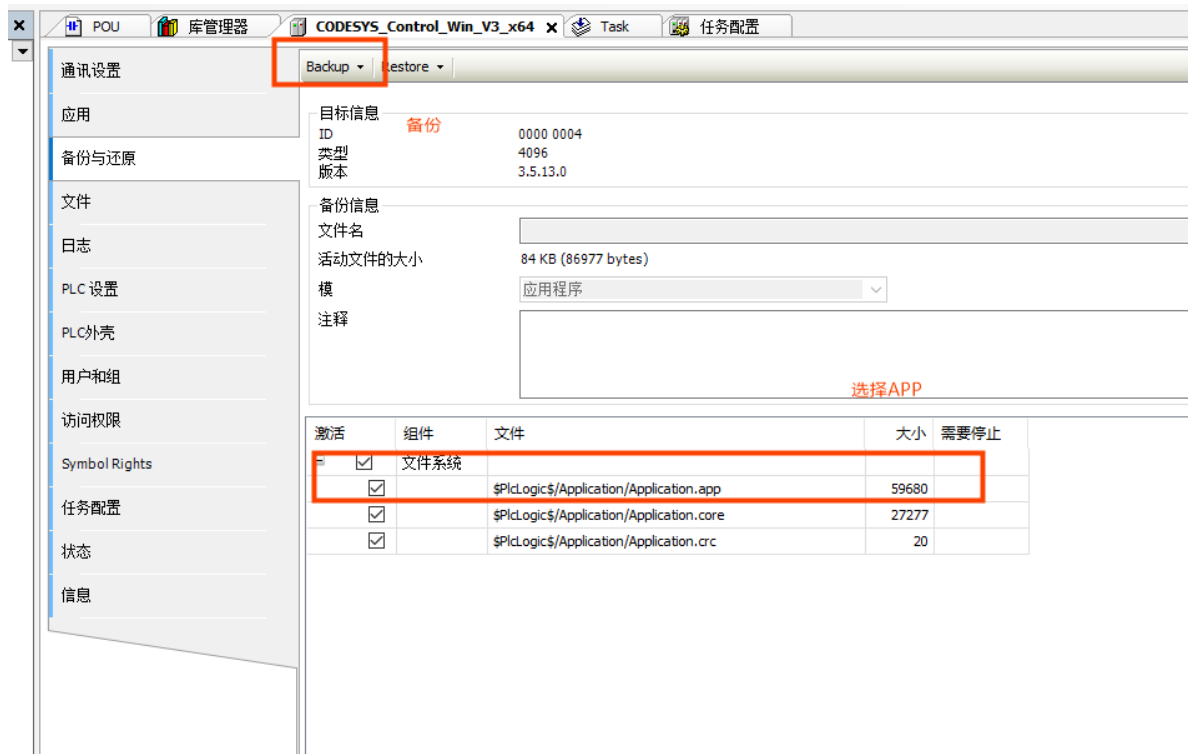 POU 库管理器 CODESYS_Control_Win_V3_x64 Task 任务配置
通讯设置
应用
备份与还原
文件
日志
PLC 设置
PLC外壳
用户和组
访问权限
Symbol Rights
任务配置
状态
信息
Backup Restore
目标信息
备份
ID 0000 0004
类型 4096
版本 3.5.13.0
备份信息
文件名
活动文件的大小 84 KB (86977 bytes)
模 应用程序
注释
选择APP
激活 组件 文件 大小 需要停止
文件系统
$PlcLogic$/Application/Application.app 59680
$PlcLogic$/Application/Application.core 27277
$PlcLogic$/Application/Application.crc 20